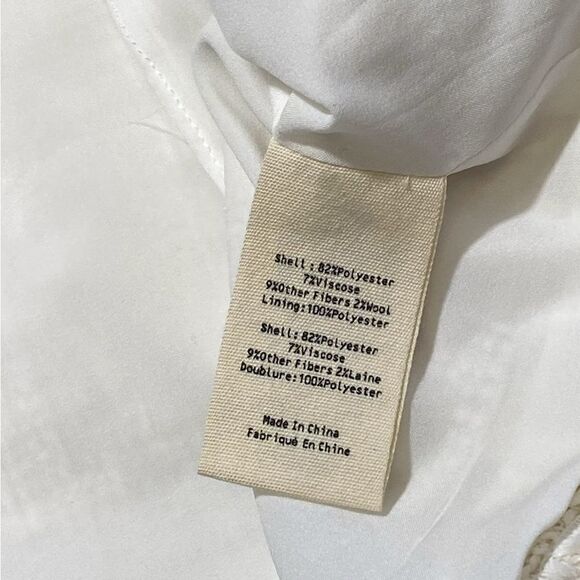 Shell: 82%Polyester
7%Viscose
9%Other Fibers 2%Wool
Lining:100%Polyester
Shell: 82%Polyester
7%Viscose
9%Other Fibers 2%Laine
Doublure:100%Polyester
Made In China
Fabriqué En Chine